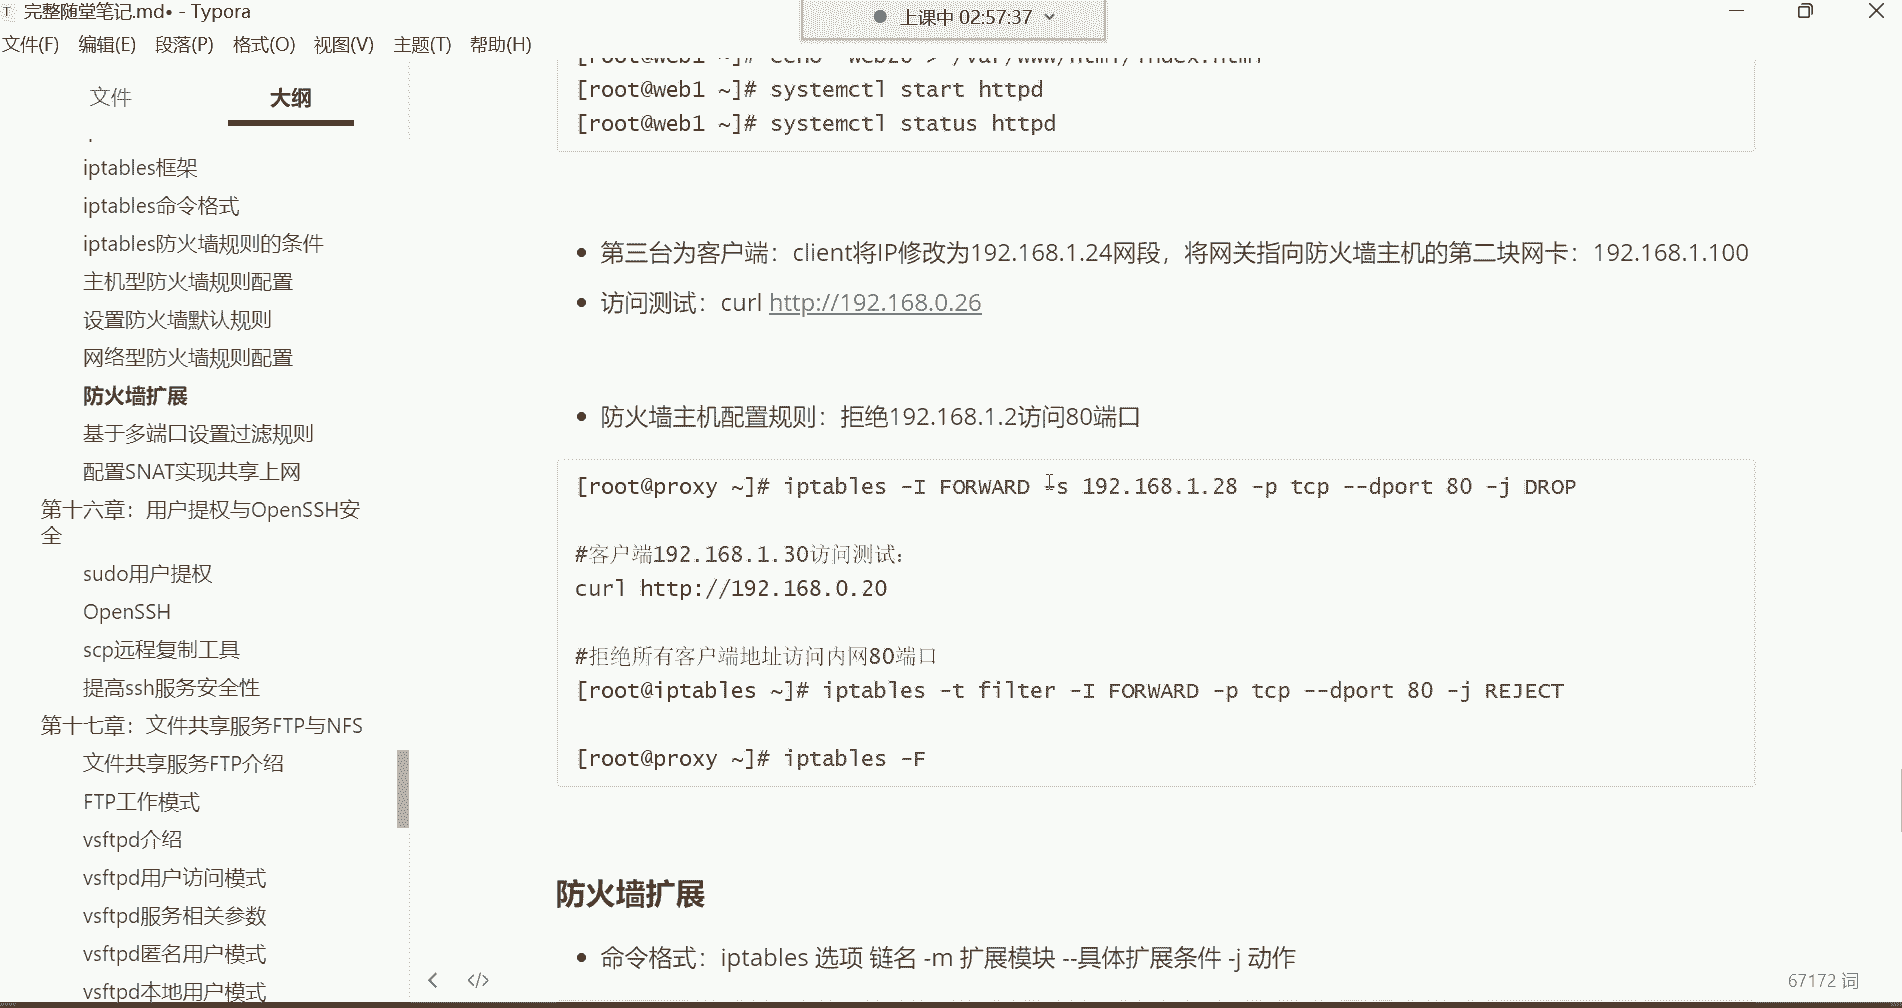 完整随堂笔记.md• - Typora
上课中 02:57:37
文件(F) 编辑(E) 段落(P) 格式(O) 视图(V) 主题(T) 帮助(H)
文件 大纲
iptables框架
iptables命令格式
iptables防火墙规则的条件
主机型防火墙规则配置
设置防火墙默认规则
网络型防火墙规则配置
防火墙扩展
基于多端口设置过滤规则
配置SNAT实现共享上网
第十六章：用户提权与OpenSSH安
全
sudo用户提权
OpenSSH
scp远程复制工具
提高ssh服务安全性
第十七章：文件共享服务FTP与NFS
文件共享服务FTP介绍
FTP工作模式
vsftpd介绍
vsftpd用户访问模式
vsftpd服务相关参数
vsftpd匿名用户模式
vsftpd本地用户模式
[root@web1 ~]# systemctl start httpd
[root@web1 ~]# systemctl status httpd
第三台为客户端：client将IP修改为192.168.1.24网段，将网关指向防火墙主机的第二块网卡：192.168.1.100
访问测试：curl http://192.168.0.26
防火墙主机配置规则：拒绝192.168.1.2访问80端口
[root@proxy ~]# iptables -I FORWARD -s 192.168.1.28 -p tcp --dport 80 -j DROP
#客户端192.168.1.30访问测试：
curl http://192.168.0.20
#拒绝所有客户端地址访问内网80端口
[root@iptables ~]# iptables -t filter -I FORWARD -p tcp --dport 80 -j REJECT
[root@proxy ~]# iptables -F
防火墙扩展
命令格式：iptables 选项 链名 -m 扩展模块 --具体扩展条件 -j 动作
67172 词